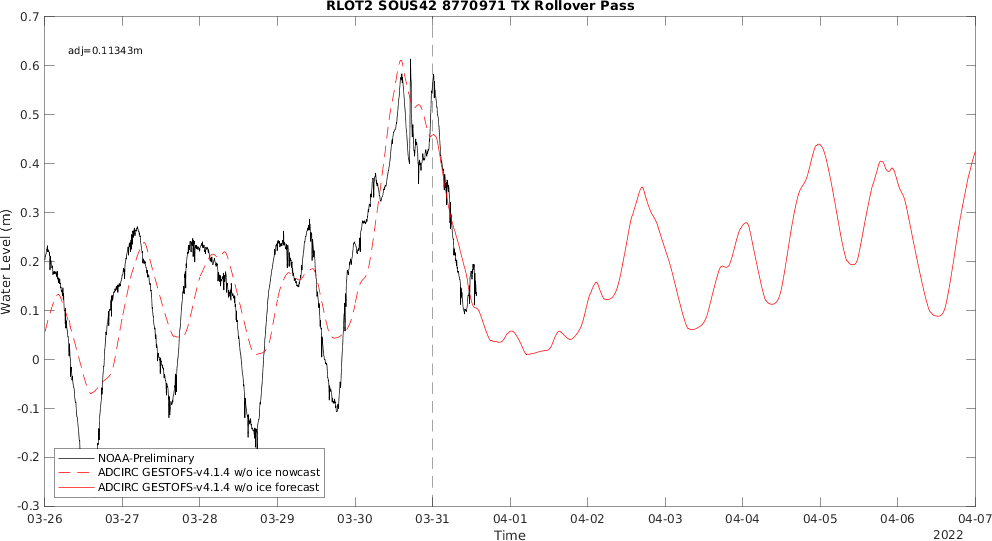 RLOT2 SOUS42 8770971 TX Rollover Pass
adj=0.11343m
0.7
0.6
0.5
0.4
0.3
0.2
0.1
0
-0.1
-0.2
-0.3
Water Level (m)
NOAA-Preliminary
ADCIRC GESTOFS-v4.1.4 w/o ice nowcast
ADCIRC GESTOFS-v4.1.4 w/o ice forecast
03-26 03-27 03-28 03-29 03-30 03-31 04-01 04-02 04-03 04-04 04-05 04-06 04-07
Time
2022